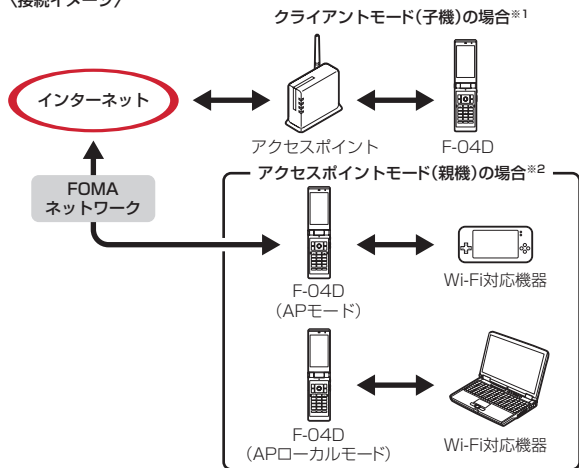 〈接続イメージ〉
クライアントモード(子機)の場合※1
インターネット
アクセスポイント
F-04D
アクセスポイントモード(親機)の場合※2
FOMA
ネットワーク
F-04D
(APモード)
Wi-Fi対応機器
F-04D
(APローカルモード)
Wi-Fi対応機器